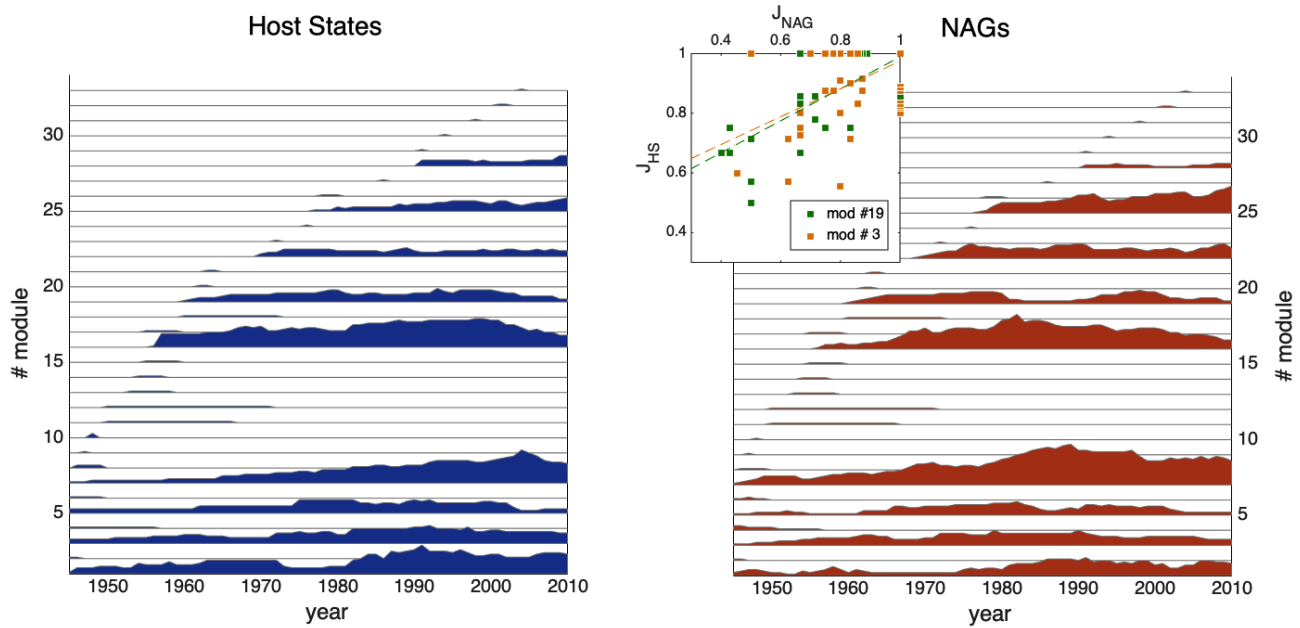 Host States
J_NAG
NAGs
0.4 0.6 0.8 1
1
0.8
0.6
0.4
J_HS
mod #19
mod # 3
30
25
20
15
10
5
# module
1950 1960 1970 1980 1990 2000 2010
year
30
25
20
15
10
5
# module
1950 1960 1970 1980 1990 2000 2010
year